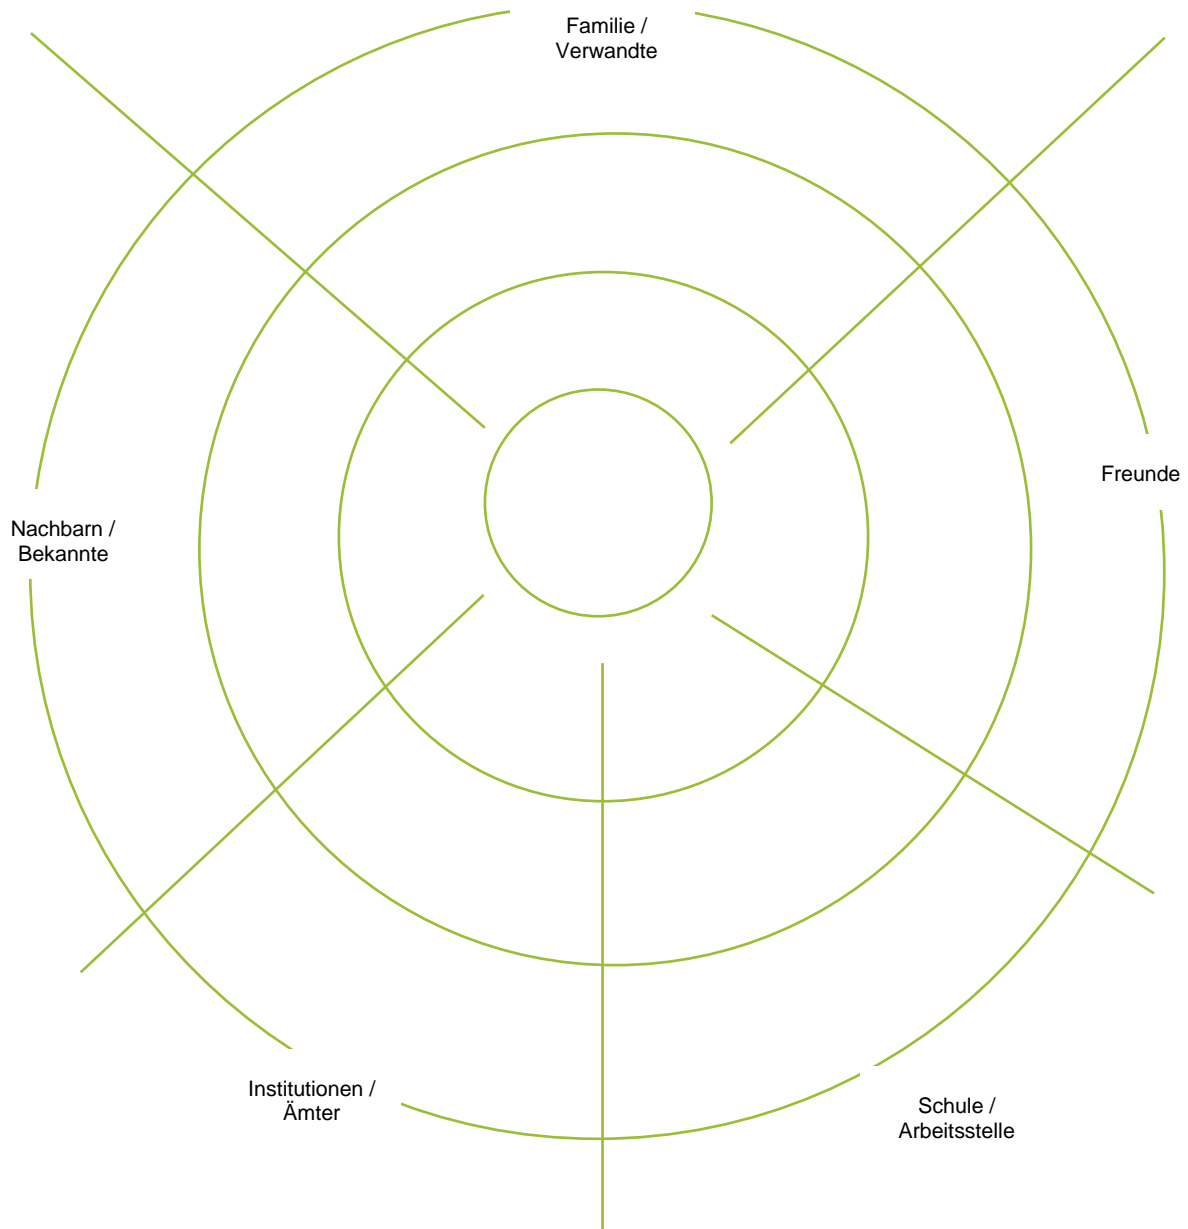 Familie /
Verwandte
Freunde
Nachbarn /
Bekannte
Institutionen /
Ämter
Schule /
Arbeitsstelle